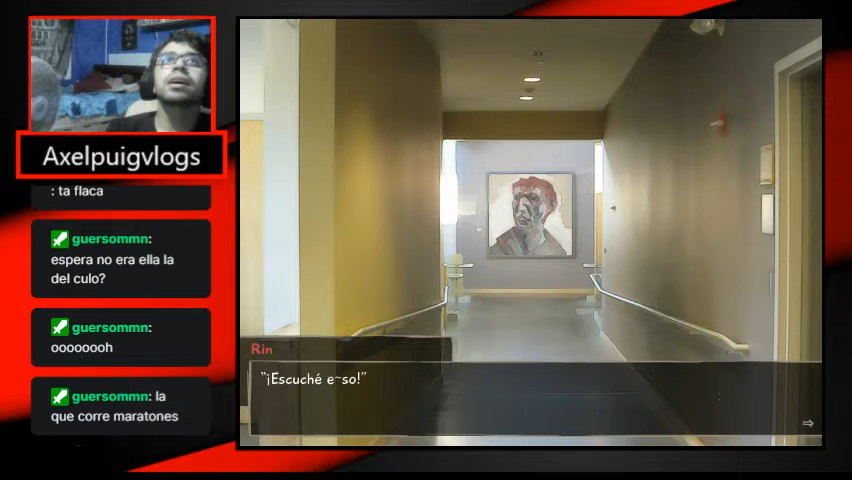 Axelpuigvlogs
: ta flaca
guersommn:
espera no era ella la
del culo?
guersommn:
oooooooh
guersommn: la
que corre maratones
Rin
“¡Escuché e~so!”